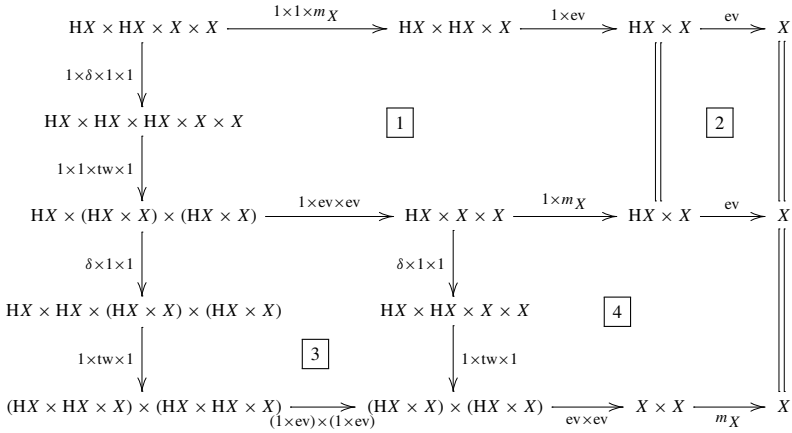 HX × HX × X × X 1×1×m_X HX × HX × X 1×ev HX × X ev X
1×δ×1×1
HX × HX × HX × X × X 1 2
1×1×tw×1
HX × (HX × X) × (HX × X) 1×ev×ev HX × X × X 1×m_X HX × X ev X
δ×1×1 δ×1×1
HX × HX × (HX × X) × (HX × X) HX × HX × X × X 4
1×tw×1 3 1×tw×1
(HX × HX × X) × (HX × HX × X) (1×ev)×(1×ev) (HX × X) × (HX × X) ev×ev X × X m_X X